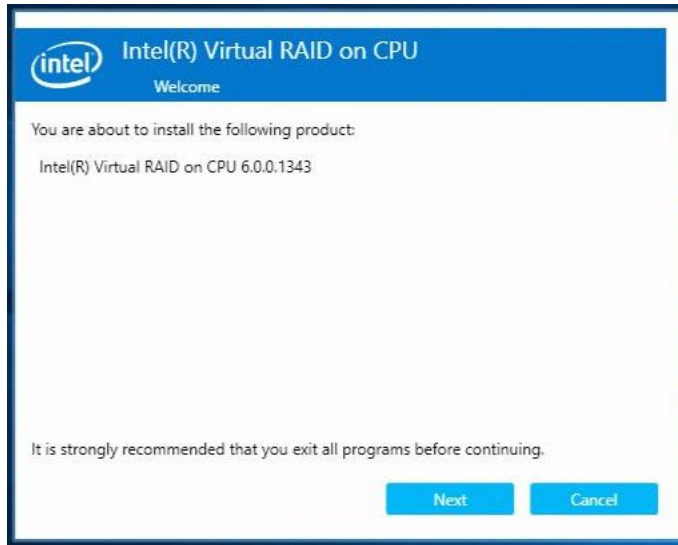 intel
Intel(R) Virtual RAID on CPU
Welcome
You are about to install the following product:
Intel(R) Virtual RAID on CPU 6.0.0.1343
It is strongly recommended that you exit all programs before continuing.
Next Cancel